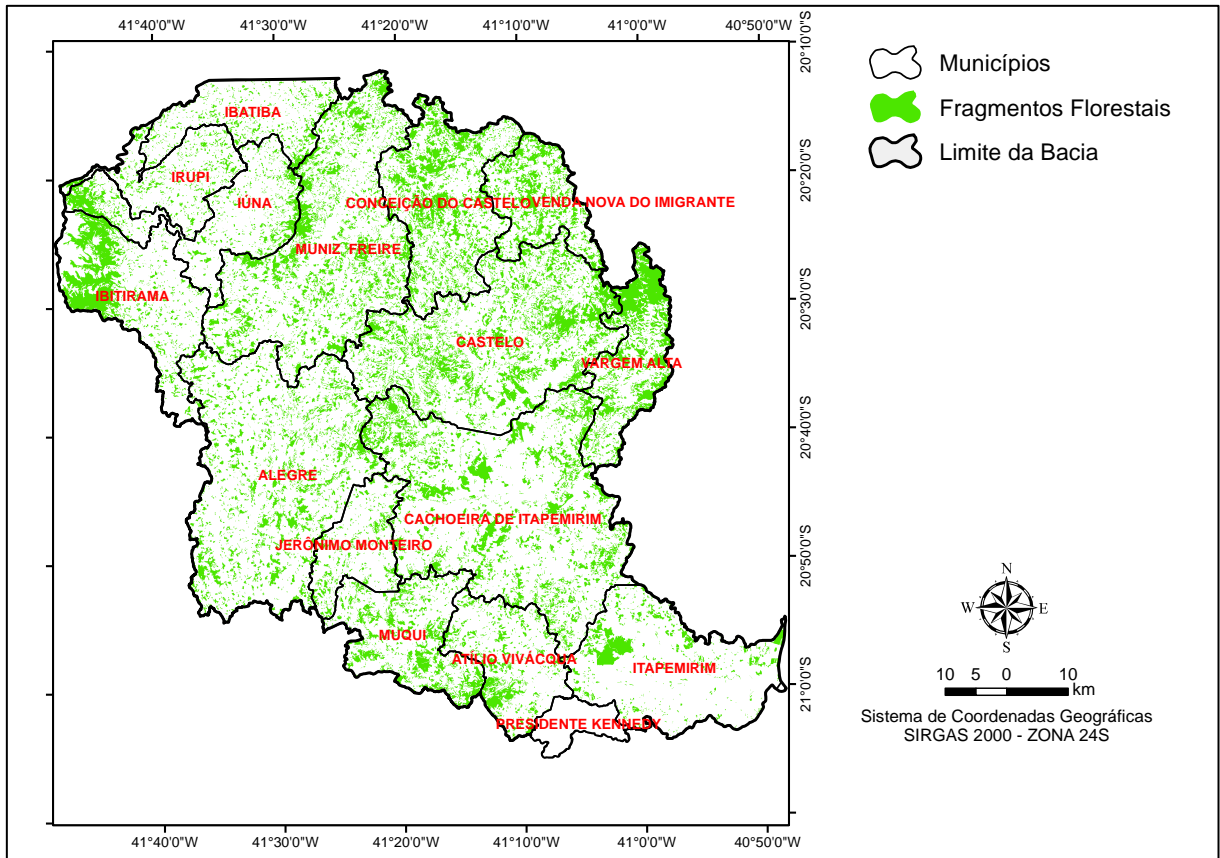 41°40'0"W 41°30'0"W 41°20'0"W 41°10'0"W 41°0'0"W 40°50'0"W
20°10'0"S
20°20'0"S
20°30'0"S
20°40'0"S
20°50'0"S
21°0'0"S
IBATIBA
IRUPI
IÚNA
CONCEIÇÃO DO CASTELO
VENDA NOVA DO IMIGRANTE
MUNIZ FREIRE
IBITIRAMA
CASTELO
VARGEM ALTA
ALEGRE
CACHOEIRA DE ITAPEMIRIM
JERÔNIMO MONTEIRO
MUQUI
ATÍLIO VIVÁCQUA
ITAPEMIRIM
PRESIDENTE KENNEDY
41°40'0"W 41°30'0"W 41°20'0"W 41°10'0"W 41°0'0"W 40°50'0"W
Municípios
Fragmentos Florestais
Limite da Bacia
N
W E
S
10 5 0 10
km
Sistema de Coordenadas Geográficas
SIRGAS 2000 - ZONA 24S